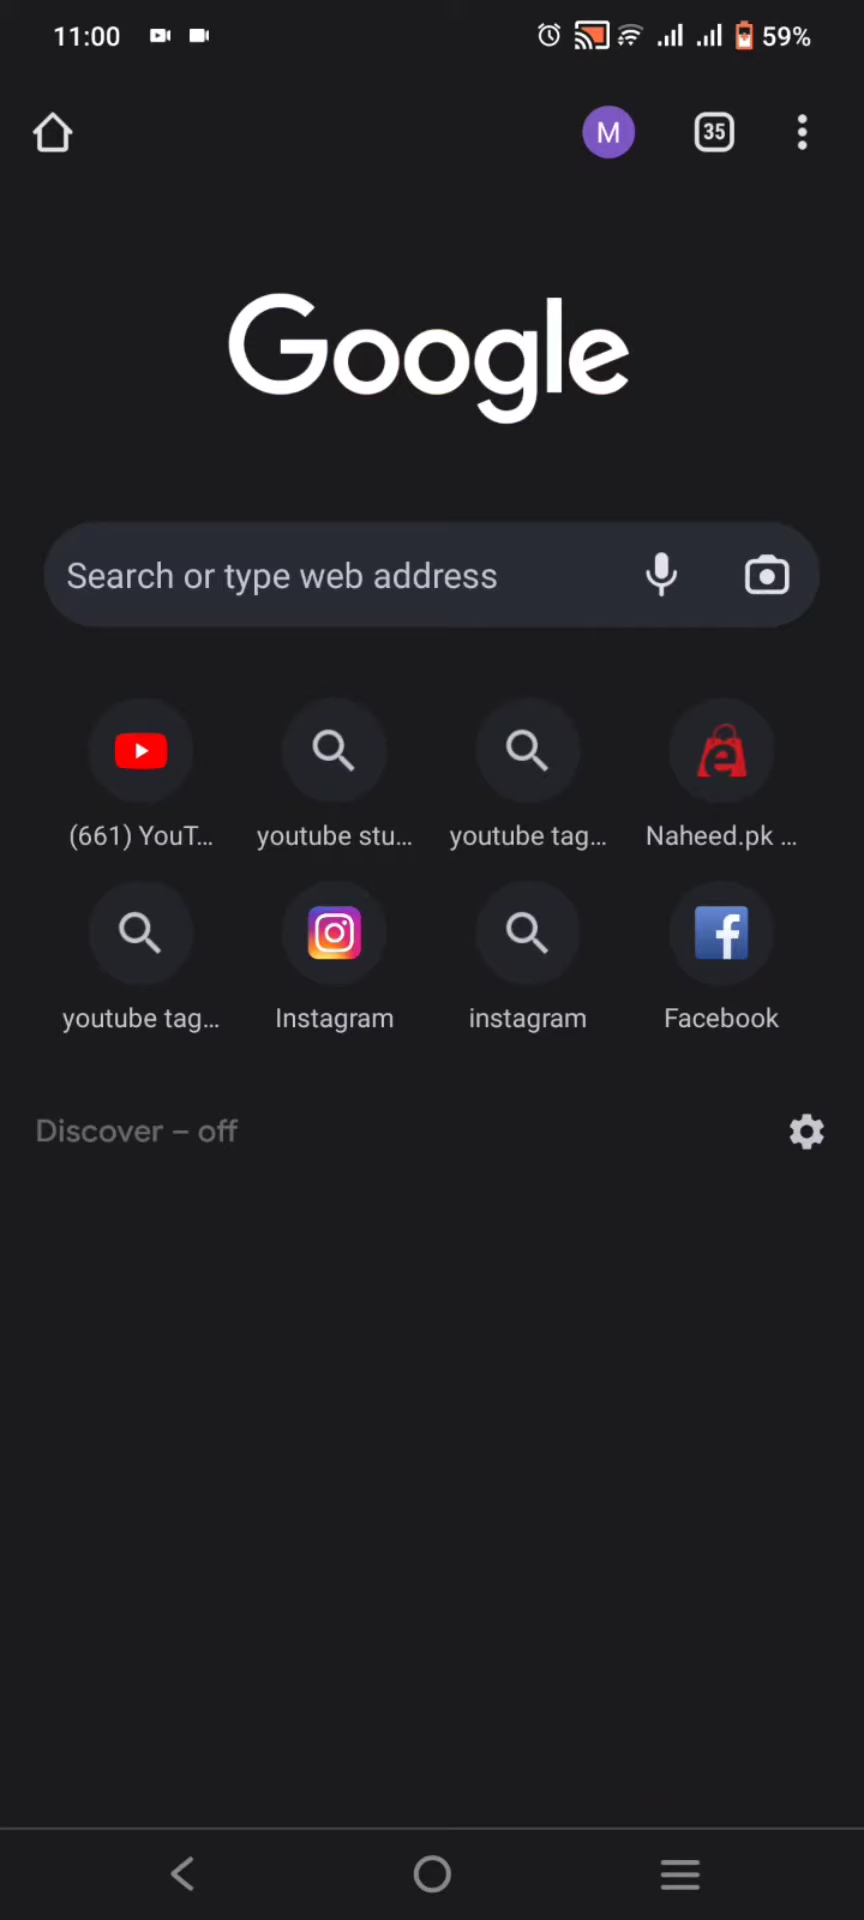 11:00
59%
M
35
Google
Search or type web address
(661) YouT...
youtube stu...
youtube tag...
Naheed.pk ...
youtube tag...
Instagram
instagram
Facebook
Discover – off